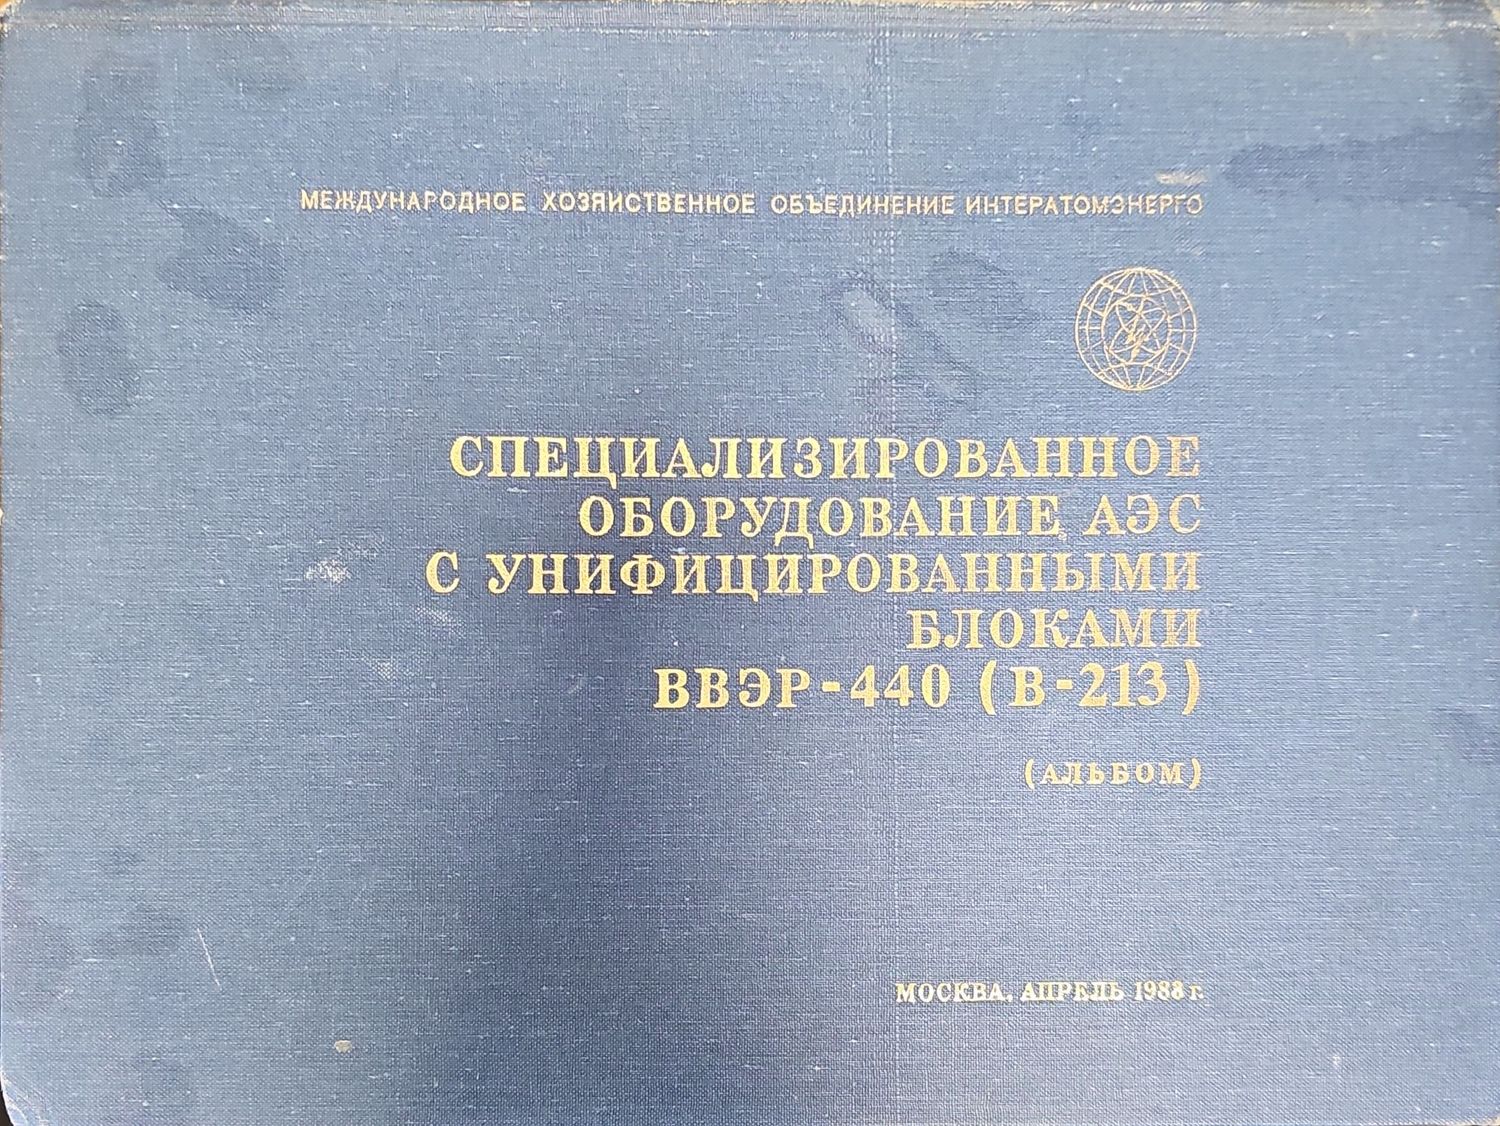 МЕЖДУНАРОДНОЕ ХОЗЯЙСТВЕННОЕ ОБЪЕДИНЕНИЕ ИНТЕРАТОМЭНЕРГО
СПЕЦИАЛИЗИРОВАННОЕ
ОБОРУДОВАНИЕ АЭС
С УНИФИЦИРОВАННЫМИ
БЛОКАМИ
ВВЭР-440 (В-213)
(АЛЬБОМ)
МОСКВА, АПРЕЛЬ 1988 г.